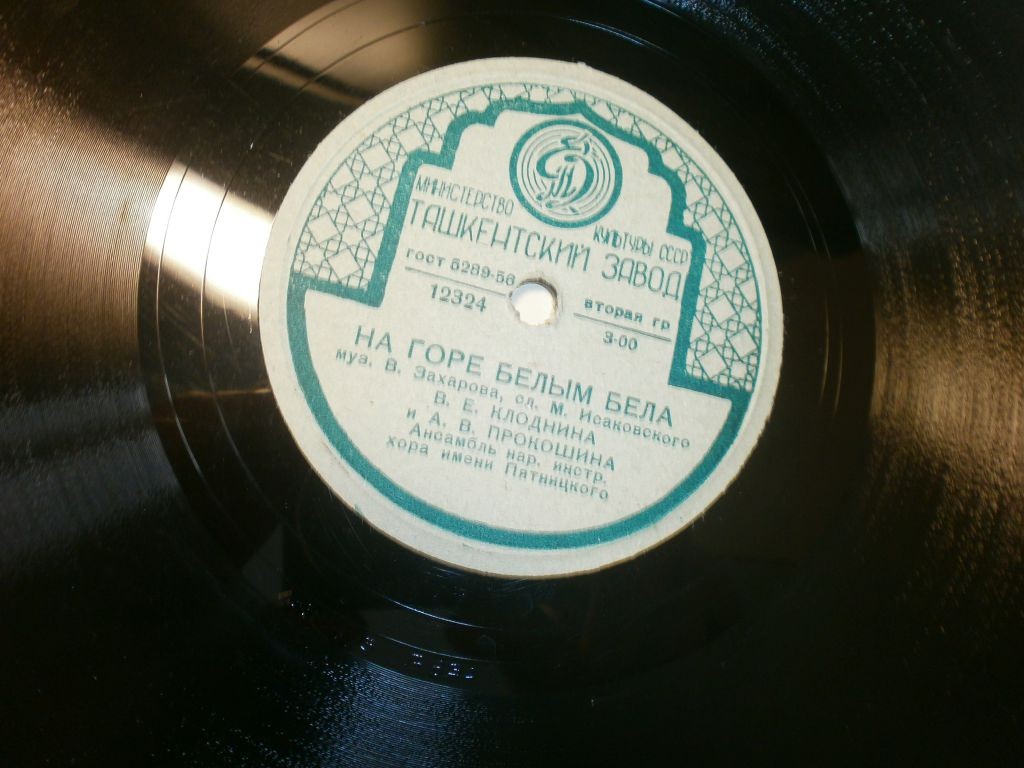 МИНИСТЕРСТВО КУЛЬТУРЫ СССР
ТАШКЕНТСКИЙ ЗАВОД
гост 5289-56 вторая гр
12324 3-00
НА ГОРЕ БЕЛЫМ БЕЛА
муз. В. Захарова, сл. М. Исаковского
В. Е. КЛОДНИНА
и А. В. ПРОКОШИНА
Ансамбль нар. инстр.
хора имени Пятницкого